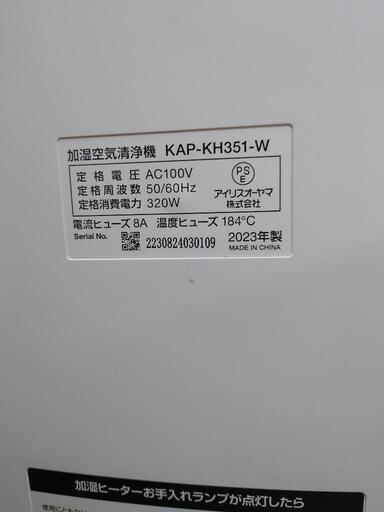 加湿空気清浄機 KAP-KH351-W
定格電圧 AC100V
定格周波数 50/60Hz
定格消費電力 320W
PS
E
アイリスオーヤマ
株式会社
電流ヒューズ 8A 温度ヒューズ 184℃
Serial No. 2230824030109
2023年製
MADE IN CHINA
加湿ヒーターお手入れランプが点灯したら